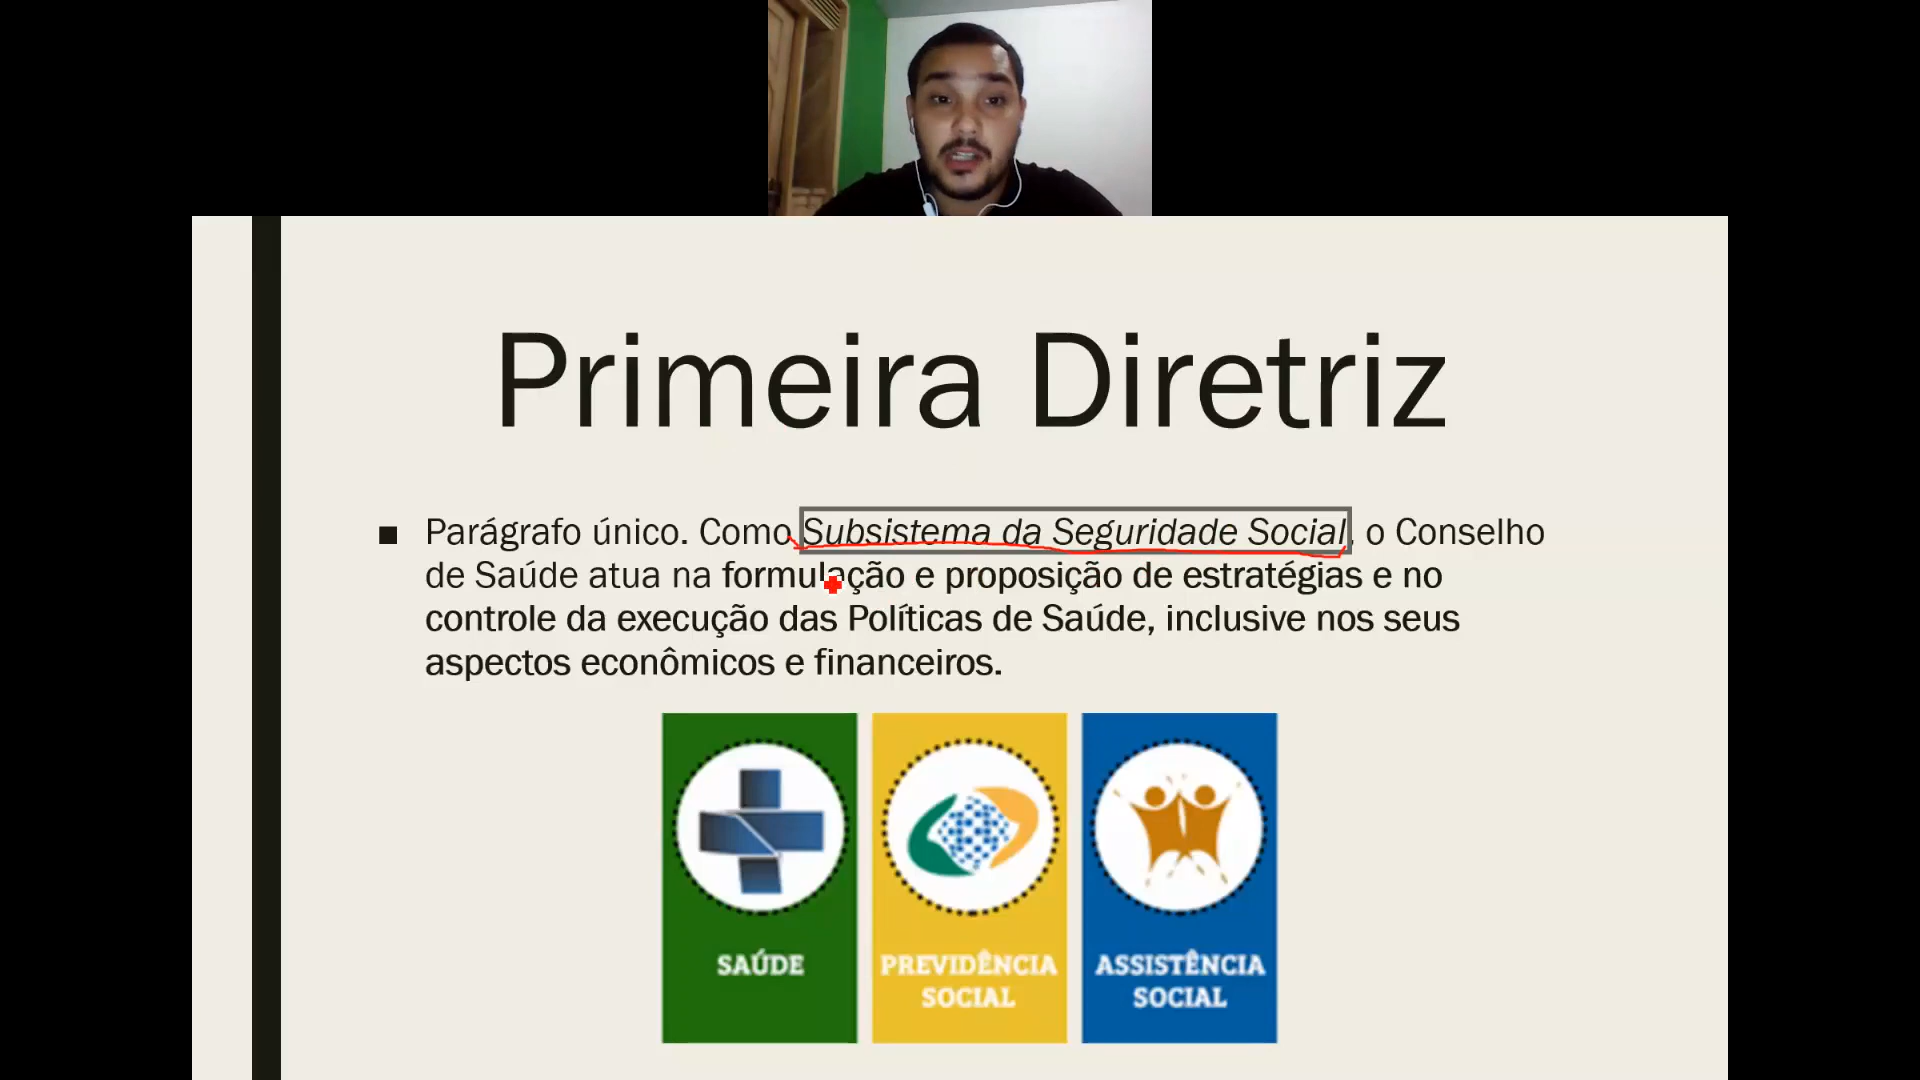 Primeira Diretriz
■ Parágrafo único. Como Subsistema da Seguridade Social, o Conselho
de Saúde atua na formulação e proposição de estratégias e no
controle da execução das Políticas de Saúde, inclusive nos seus
aspectos econômicos e financeiros.
SAÚDE
PREVIDÊNCIA
SOCIAL
ASSISTÊNCIA
SOCIAL